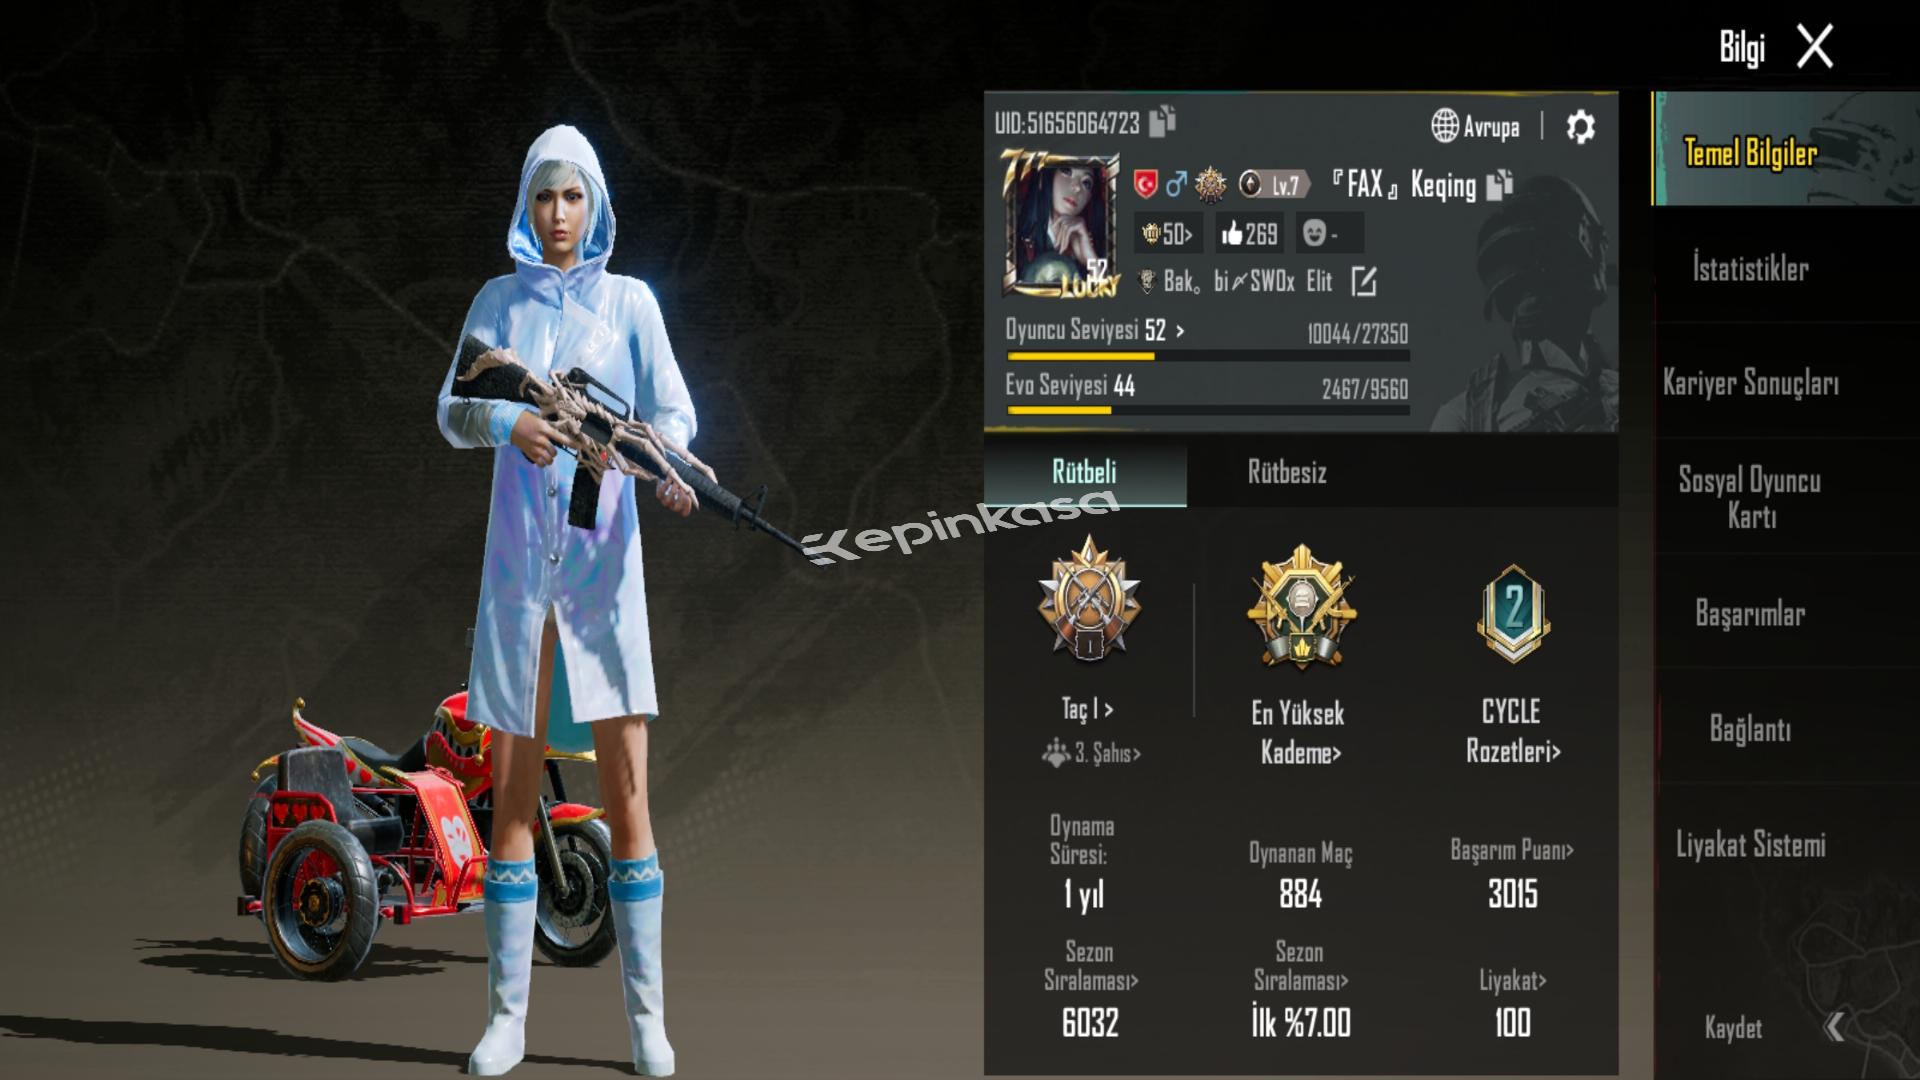 Bilgi
UID:51656064723
Avrupa
777
Lv.7
『FAX』 Keqing
50>
269
-
52
LUCKY
Bak。 bi〆SWOx Elit
Oyuncu Seviyesi 52 >
10044/27350
Evo Seviyesi 44
2467/9560
Rütbeli
Rütbesiz
Kepinkasa
I
2
Taç I >
3. Şahıs>
En Yüksek
Kademe>
CYCLE
Rozetleri>
Oynama
Süresi:
1 yıl
Oynanan Maç
884
Başarım Puanı>
3015
Sezon
Sıralaması>
6032
Sezon
Sıralaması>
İlk %7.00
Liyakat>
100
Temel Bilgiler
İstatistikler
Kariyer Sonuçları
Sosyal Oyuncu
Kartı
Başarımlar
Bağlantı
Liyakat Sistemi
Kaydet